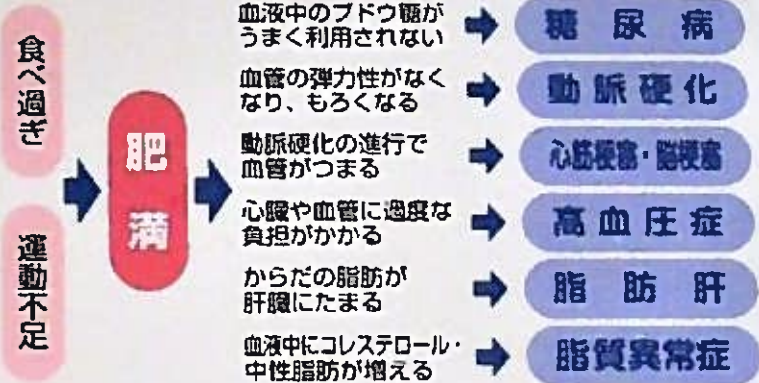 食べ過ぎ
運動不足
肥満
血液中のブドウ糖が
うまく利用されない
糖尿病
血管の弾力性がなく
なり、もろくなる
動脈硬化
動脈硬化の進行で
血管がつまる
心筋梗塞・脳梗塞
心臓や血管に過度な
負担がかかる
高血圧症
からだの脂肪が
肝臓にたまる
脂肪肝
血液中にコレステロール・
中性脂肪が増える
脂質異常症